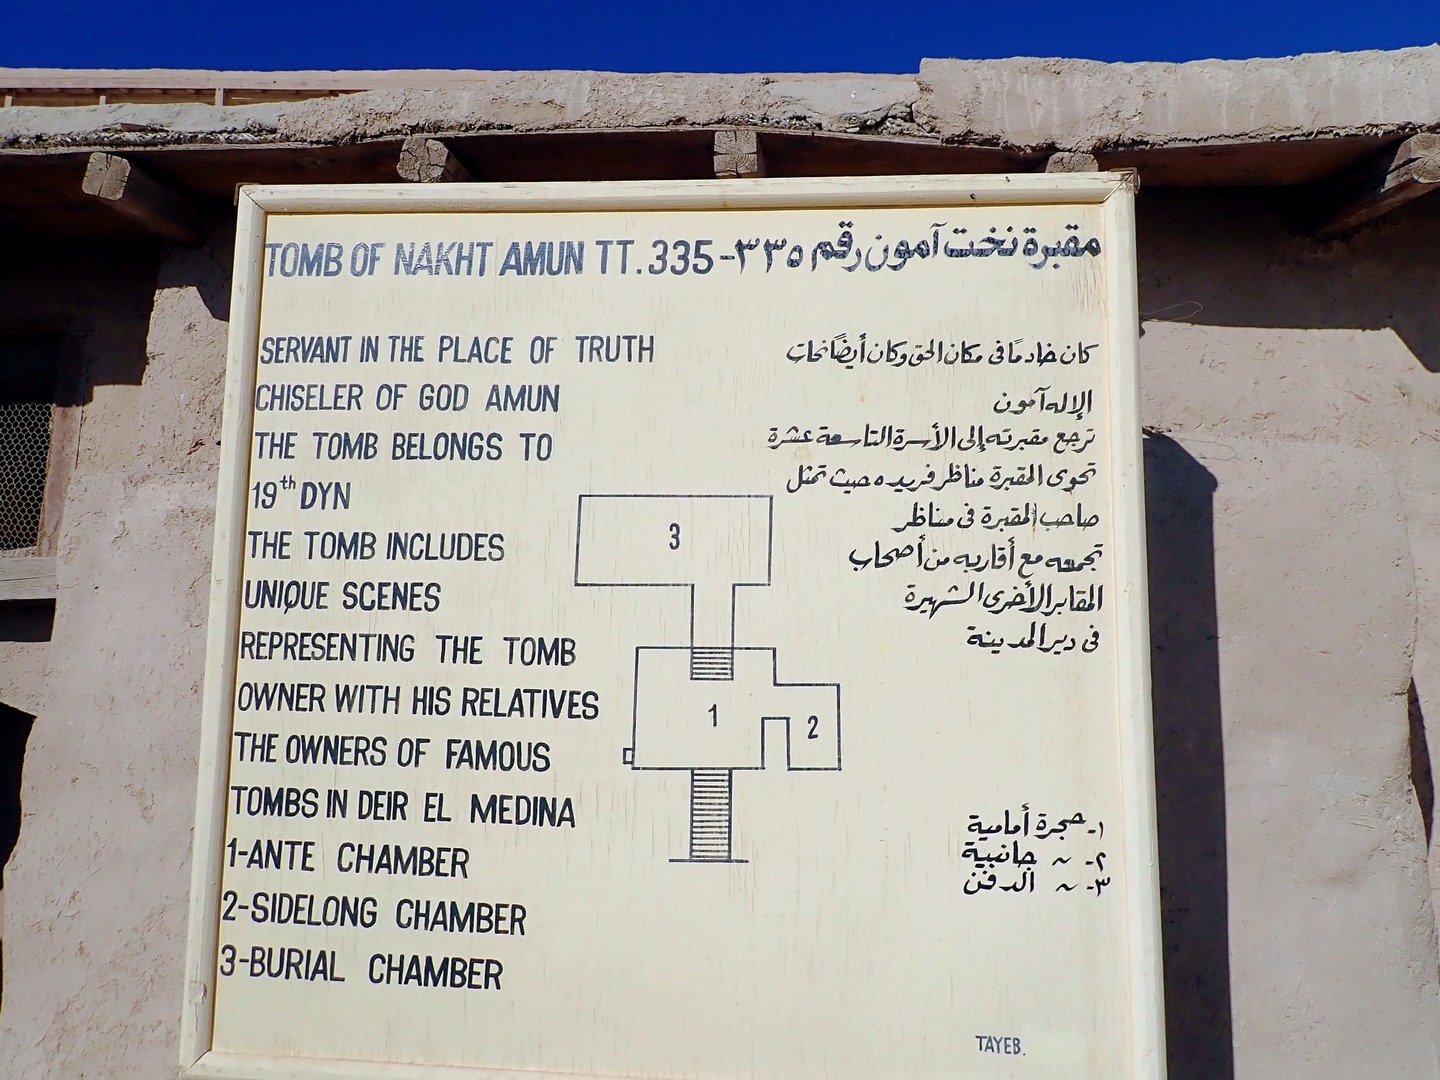 TOMB OF NAKHT AMUN TT.335-٣٣٥ مقبرة نخت آمون رقم
SERVANT IN THE PLACE OF TRUTH
CHISELER OF GOD AMUN
THE TOMB BELONGS TO
19th DYN
THE TOMB INCLUDES
UNIQUE SCENES
REPRESENTING THE TOMB
OWNER WITH HIS RELATIVES
THE OWNERS OF FAMOUS
TOMBS IN DEIR EL MEDINA
1-ANTE CHAMBER
2-SIDELONG CHAMBER
3-BURIAL CHAMBER
3
1
2
كان خادمًا فى مكان الحق وكان أيضًا نحات
الإله آمون
ترجع مقبرته إلى الأسرة التاسعة عشرة
تحوى المقبرة مناظر فريده حيث تمثل
صاحب المقبرة فى مناظر
تجمعه مع أقاربه من أصحاب
المقابر الأخرى الشهيرة
فى دير المدينة
١- حجرة أمامية
٢- ~ جانبية
٣- ~ الدفن
TAYEB.